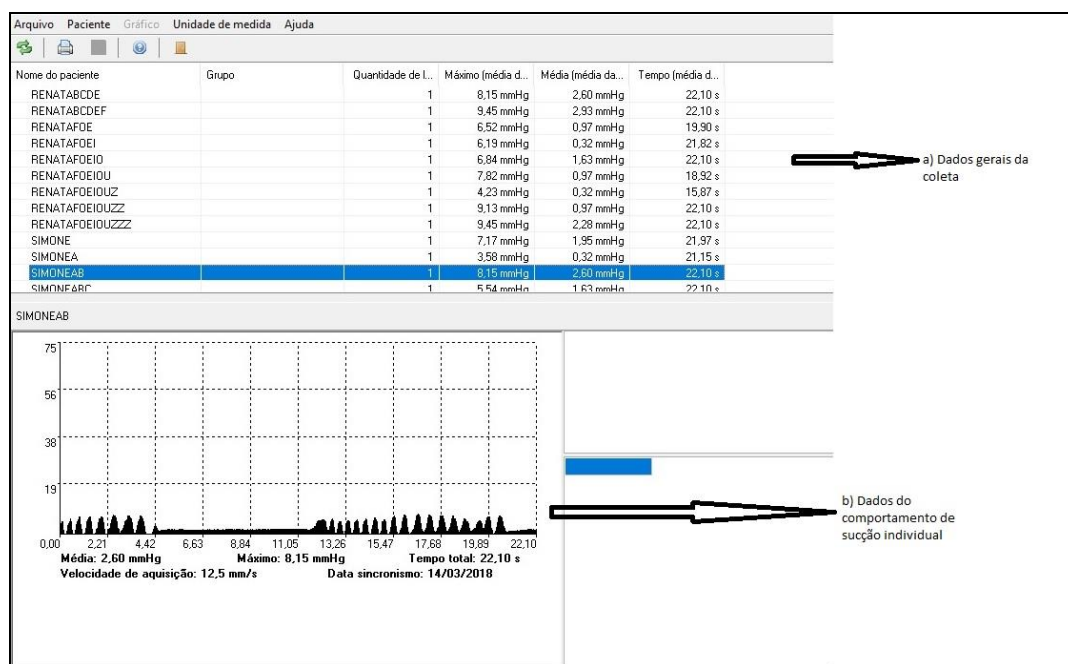 Arquivo Paciente Gráfico Unidade de medida Ajuda
Nome do paciente Grupo Quantidade de l... Máximo (média d... Média (média da... Tempo (média d...
RENATABCDE 1 8,15 mmHg 2,60 mmHg 22,10 s
RENATABCDEF 1 9,45 mmHg 2,93 mmHg 22,10 s
RENATAFOE 1 6,52 mmHg 0,97 mmHg 19,90 s
RENATAFOEI 1 6,19 mmHg 0,32 mmHg 21,82 s
RENATAFOEIO 1 6,84 mmHg 1,63 mmHg 22,10 s
RENATAFOEIOU 1 7,82 mmHg 0,97 mmHg 18,92 s
RENATAFOEIOUZ 1 4,23 mmHg 0,32 mmHg 15,87 s
RENATAFOEIOUZZ 1 9,13 mmHg 0,97 mmHg 22,10 s
RENATAFOEIOUZZZ 1 9,45 mmHg 2,28 mmHg 22,10 s
SIMONE 1 7,17 mmHg 1,95 mmHg 21,97 s
SIMONEA 1 3,58 mmHg 0,32 mmHg 21,15 s
SIMONEAB 1 8,15 mmHg 2,60 mmHg 22,10 s
SIMONEABC 1 5,54 mmHg 1,63 mmHg 22,10 s
a) Dados gerais da
coleta
SIMONEAB
75
56
38
19
0,00 2,21 4,42 6,63 8,84 11,05 13,26 15,47 17,68 19,89 22,10
Média: 2,60 mmHg Máximo: 8,15 mmHg Tempo total: 22,10 s
Velocidade de aquisição: 12,5 mm/s Data sincronismo: 14/03/2018
b) Dados do
comportamento de
sucção individual